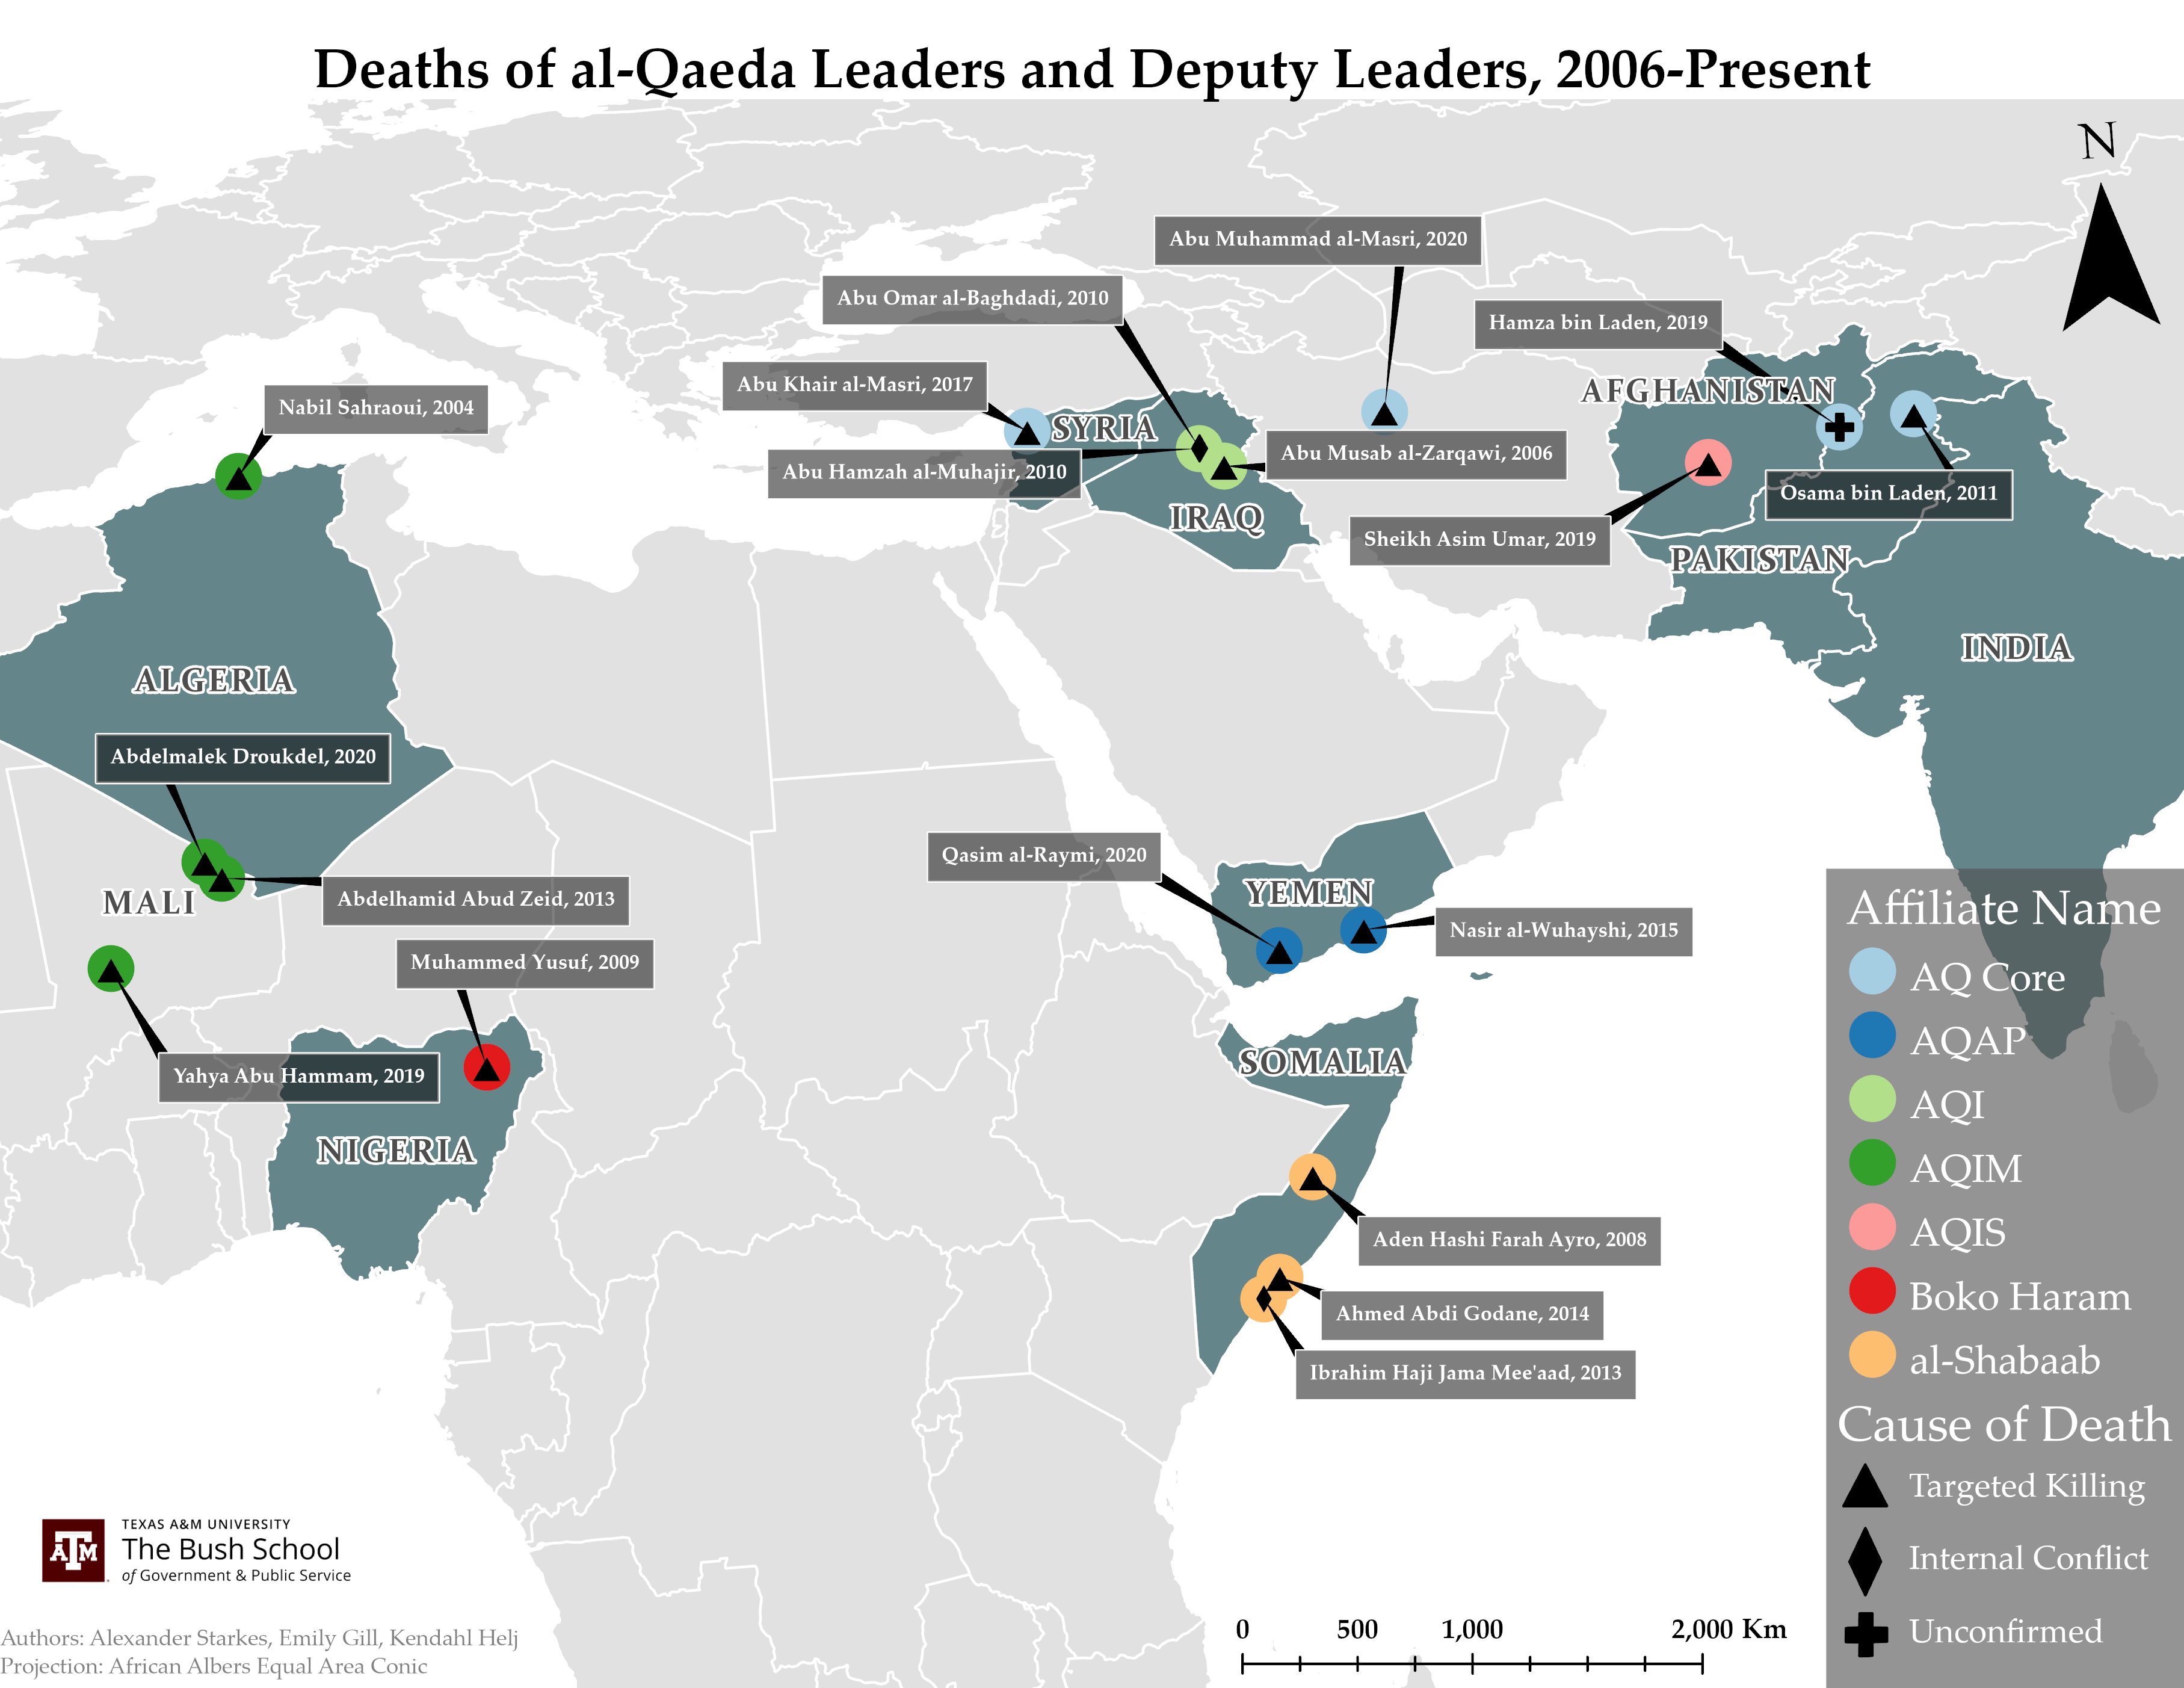 Deaths of al-Qaeda Leaders and Deputy Leaders, 2006-Present
N
Abu Muhammad al-Masri, 2020
Abu Omar al-Baghdadi, 2010
Hamza bin Laden, 2019
Abu Khair al-Masri, 2017
AFGHANISTAN
Nabil Sahraoui, 2004
SYRIA
Abu Musab al-Zarqawi, 2006
Abu Hamzah al-Muhajir, 2010
Osama bin Laden, 2011
IRAQ
Sheikh Asim Umar, 2019
PAKISTAN
INDIA
ALGERIA
Abdelmalek Droukdel, 2020
Qasim al-Raymi, 2020
YEMEN
Abdelhamid Abud Zeid, 2013
MALI
Nasir al-Wuhayshi, 2015
Muhammed Yusuf, 2009
SOMALIA
Yahya Abu Hammam, 2019
NIGERIA
Aden Hashi Farah Ayro, 2008
Ahmed Abdi Godane, 2014
Ibrahim Haji Jama Mee'aad, 2013
Affiliate Name
AQ Core
AQAP
AQI
AQIM
AQIS
Boko Haram
al-Shabaab
Cause of Death
Targeted Killing
Internal Conflict
Unconfirmed
ATM
TEXAS A&M UNIVERSITY
The Bush School
of Government & Public Service
Authors: Alexander Starkes, Emily Gill, Kendahl Helj
Projection: African Albers Equal Area Conic
0 500 1,000 2,000 Km